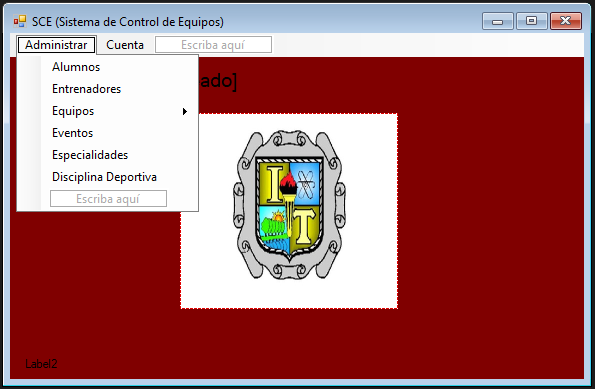 SCE (Sistema de Control de Equipos)
Administrar Cuenta Escriba aquí
Alumnos
Entrenadores
Equipos
Eventos
Especialidades
Disciplina Deportiva
Escriba aquí
ado]
I
T
Label2